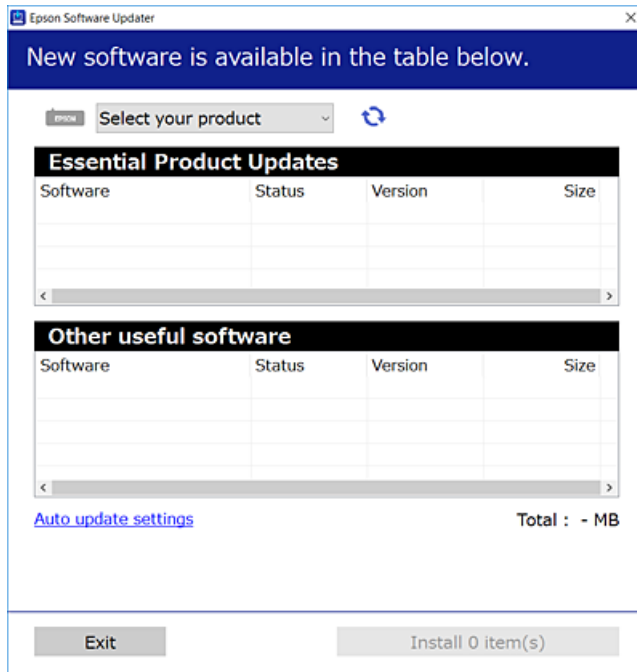 Epson Software Updater
New software is available in the table below.
EPSON
Select your product
Essential Product Updates
Software Status Version Size
Other useful software
Software Status Version Size
Auto update settings
Total : - MB
Exit
Install 0 item(s)